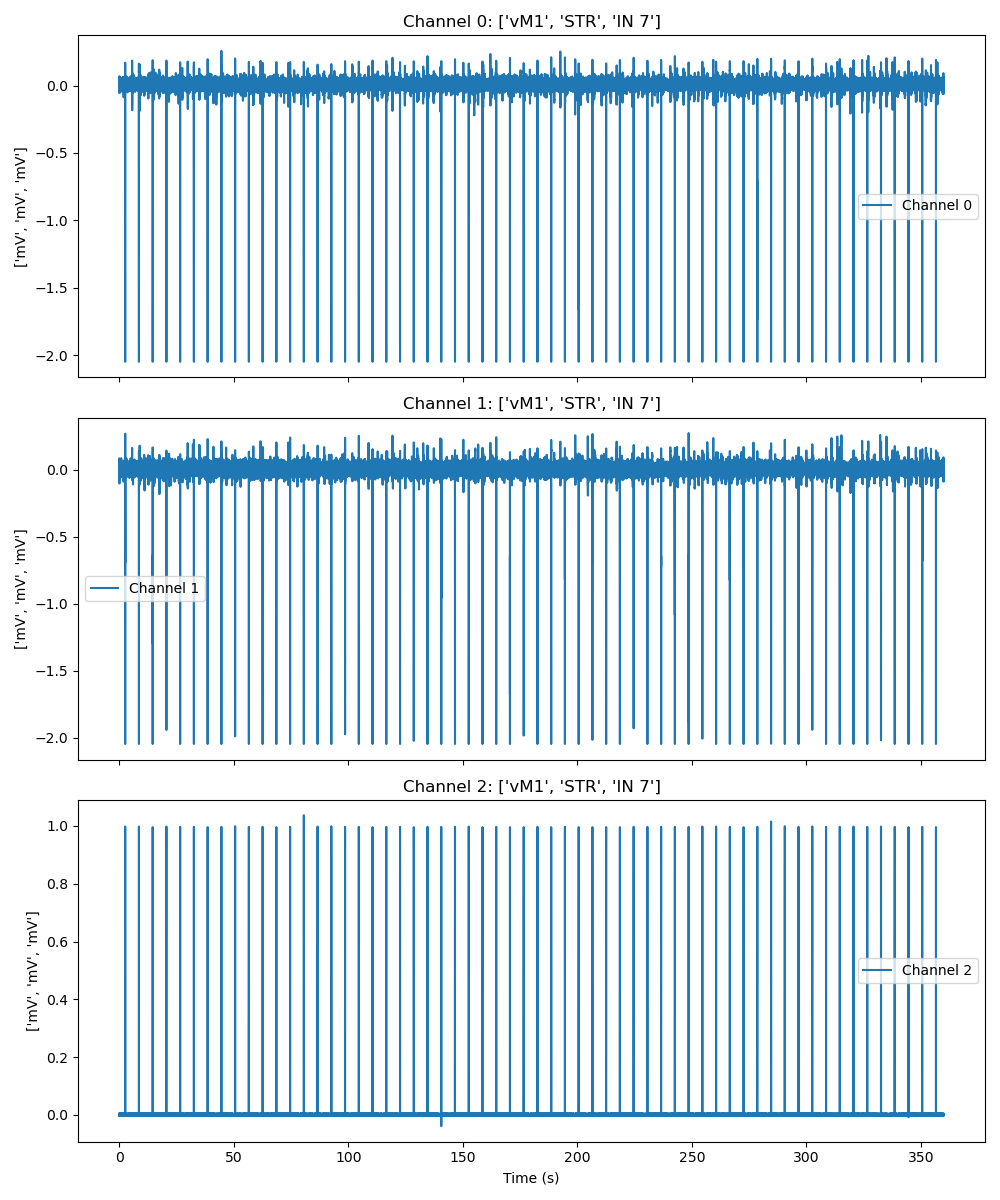 Channel 0: ['vM1', 'STR', 'IN 7']
['mV', 'mV', 'mV']
0.0
−0.5
−1.0
−1.5
−2.0
Channel 0
Channel 1: ['vM1', 'STR', 'IN 7']
['mV', 'mV', 'mV']
0.0
−0.5
−1.0
−1.5
−2.0
Channel 1
Channel 2: ['vM1', 'STR', 'IN 7']
['mV', 'mV', 'mV']
1.0
0.8
0.6
0.4
0.2
0.0
Channel 2
0 50 100 150 200 250 300 350
Time (s)